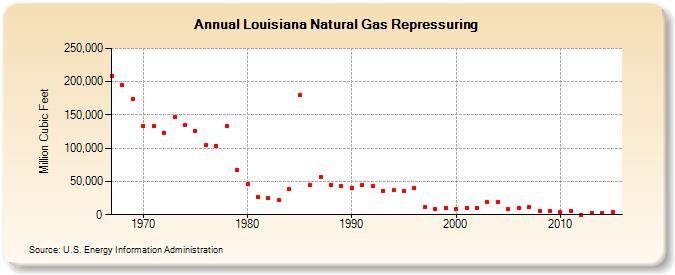 Annual Louisiana Natural Gas Repressuring
Million Cubic Feet
250,000
200,000
150,000
100,000
50,000
0
1970 1980 1990 2000 2010
Source: U.S. Energy Information Administration